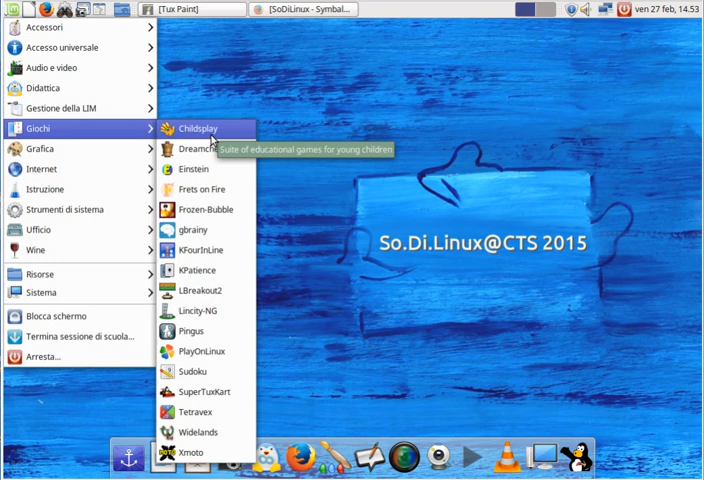 [Tux Paint]
[SoDiLinux - Symbal...
ven 27 feb, 14.53
Accessori
Accesso universale
Audio e video
Didattica
Gestione della LIM
Giochi
Grafica
Internet
Istruzione
Strumenti di sistema
Ufficio
Wine
Risorse
Sistema
Blocca schermo
Termina sessione di scuola...
Arresta...
Childsplay
Suite of educational games for young children
Einstein
Frets on Fire
Frozen-Bubble
gbrainy
KFourInLine
KPatience
LBreakout2
Lincity-NG
Pingus
PlayOnLinux
Sudoku
SuperTuxKart
Tetravex
Widelands
Xmoto
So.Di.Linux@CTS 2015